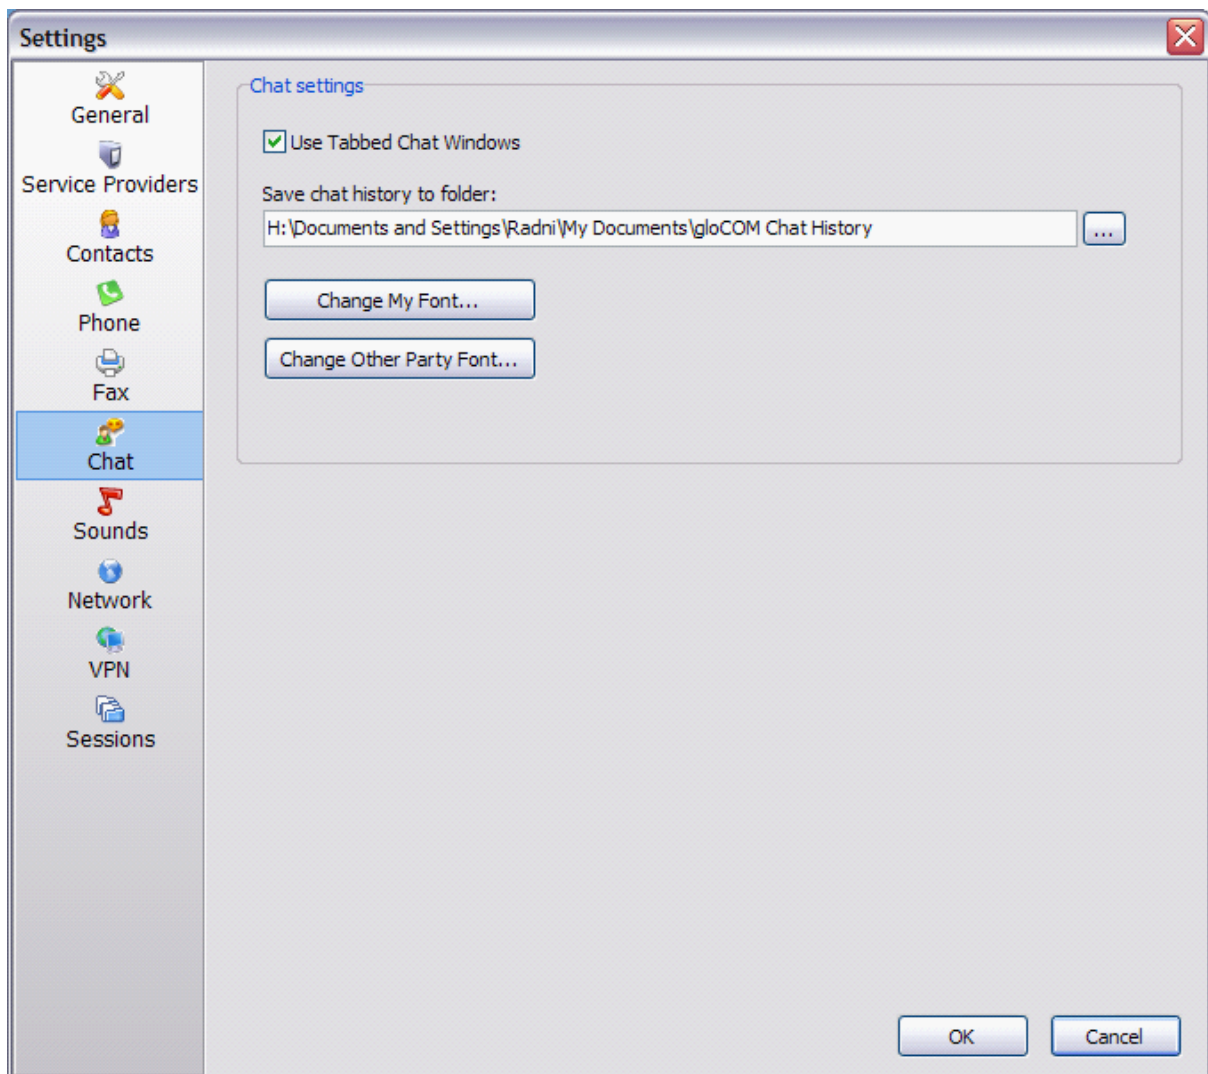 Settings
General
Service Providers
Contacts
Phone
Fax
Chat
Sounds
Network
VPN
Sessions
Chat settings
Use Tabbed Chat Windows
Save chat history to folder:
H:\Documents and Settings\Radni\My Documents\gloCOM Chat History
...
Change My Font...
Change Other Party Font...
OK
Cancel